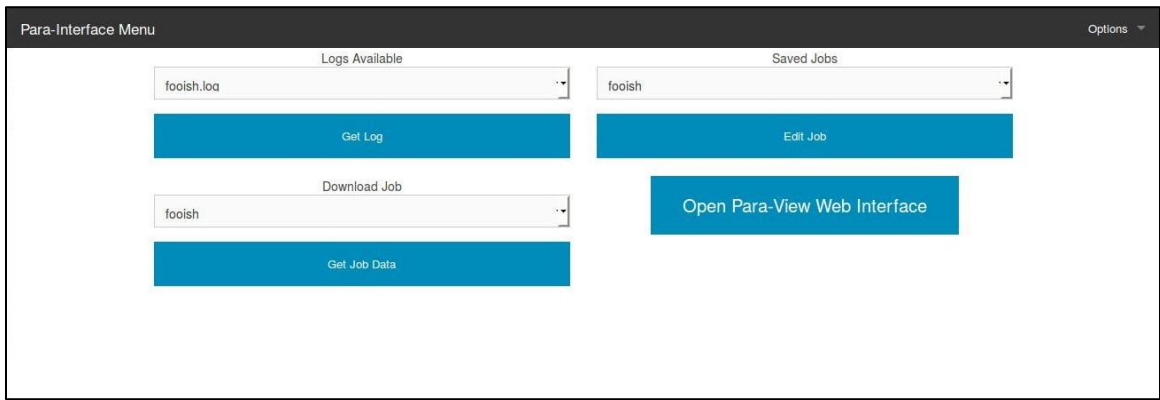 Para-Interface Menu
Options
Logs Available
fooish.log
Get Log
Saved Jobs
fooish
Edit Job
Download Job
fooish
Get Job Data
Open Para-View Web Interface